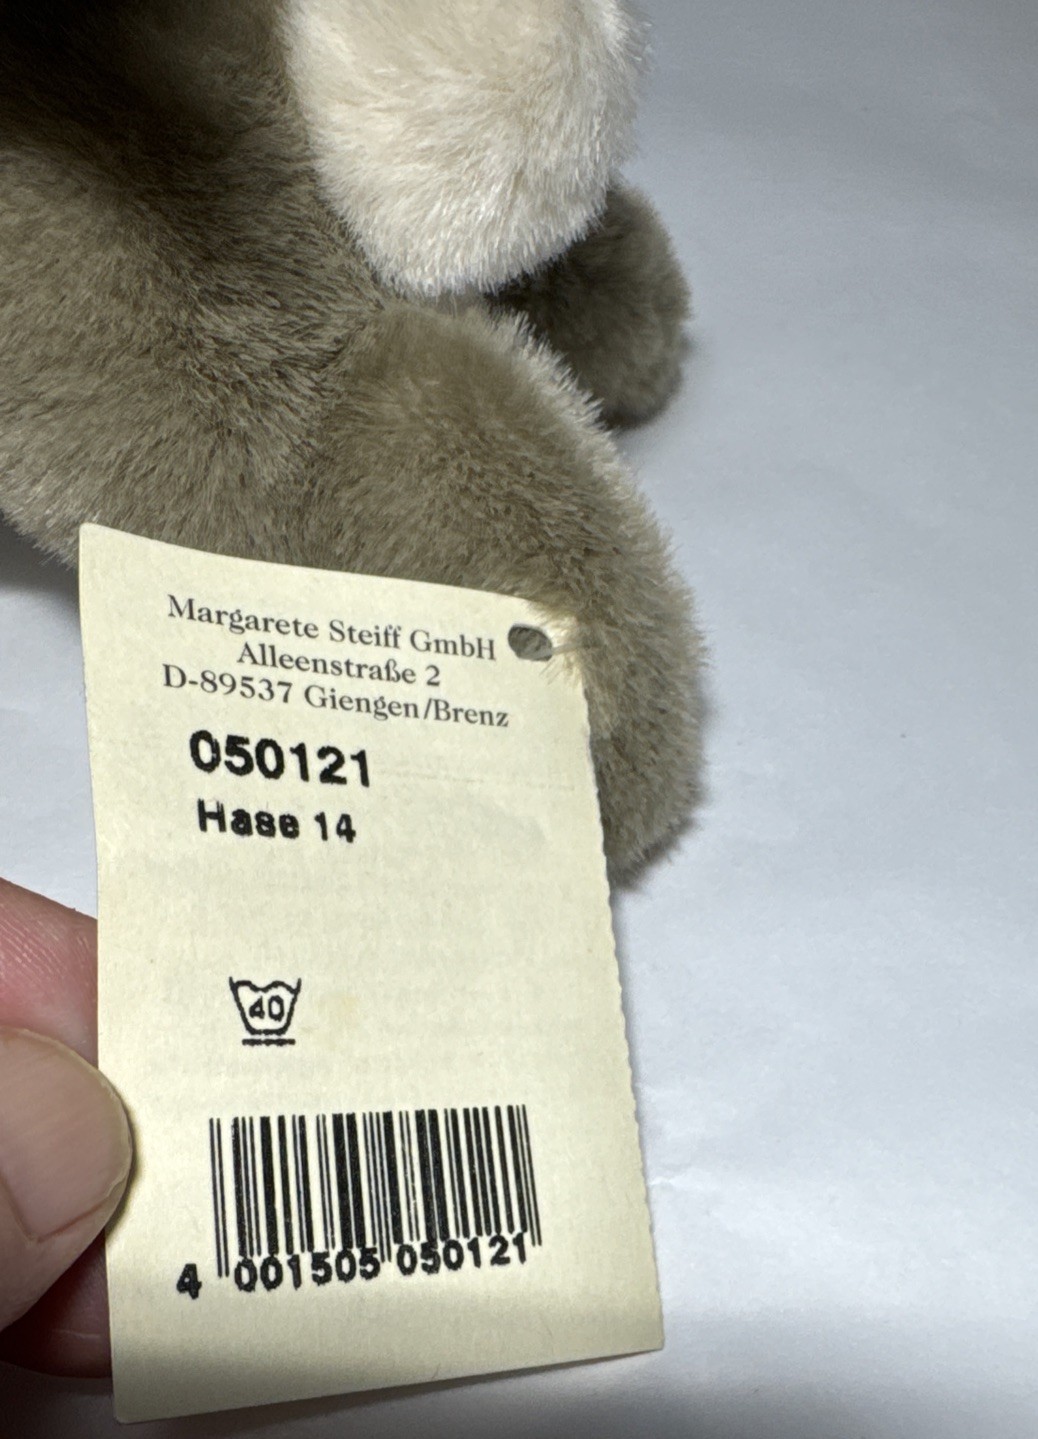 Margarete Steiff GmbH
Alleenstraße 2
D-89537 Giengen/Brenz
050121
Hase 14
40
4 001505 050121